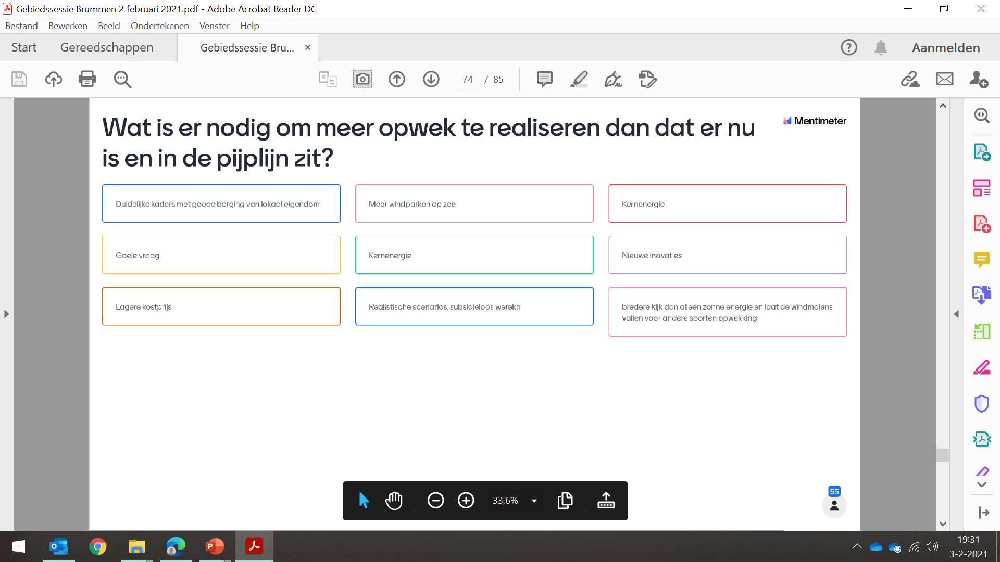 Gebiedssessie Brummen 2 februari 2021.pdf - Adobe Acrobat Reader DC
Bestand Bewerken Beeld Ondertekenen Venster Help
Start Gereedschappen Gebiedssessie Bru... Aanmelden
74 / 85
Wat is er nodig om meer opwek te realiseren dan dat er nu
is en in de pijplijn zit?
Mentimeter
Duidelijke kaders met goede borging van lokaal eigendom
Meer windparken op zee
Kernenergie
Goeie vraag
Kernenergie
Nieuwe inovaties
Lagere kostprijs
Realistische scenarios, subsidieloos werekn
bredere kijk dan alleen zonne energie en laat de windmolens
vallen voor andere soorten opwekking
33,6%
55
19:31
3-2-2021